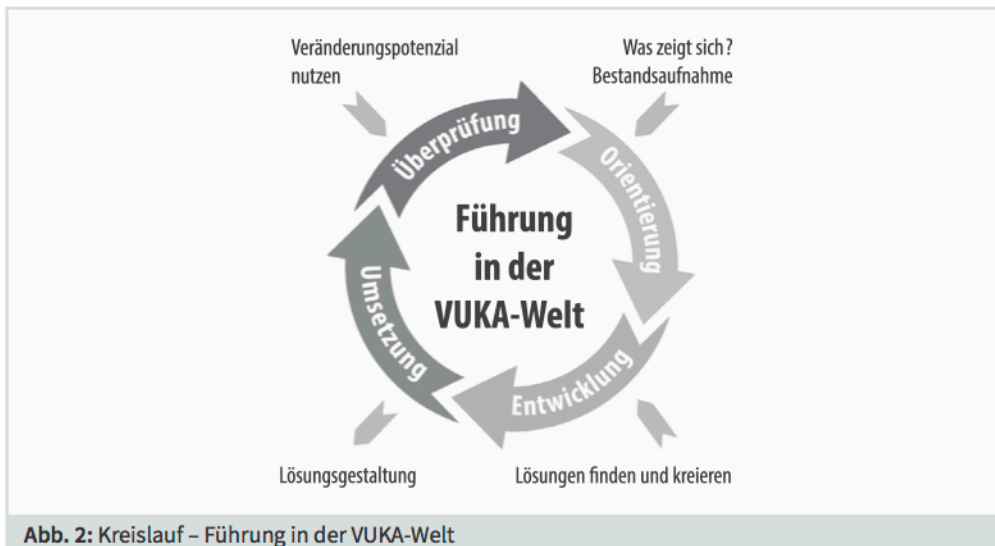 Veränderungspotenzial
nutzen
Was zeigt sich?
Bestandsaufnahme
Überprüfung
Orientierung
Führung
in der
VUKA-Welt
Umsetzung
Entwicklung
Lösungsgestaltung
Lösungen finden und kreieren
Abb. 2: Kreislauf – Führung in der VUKA-Welt